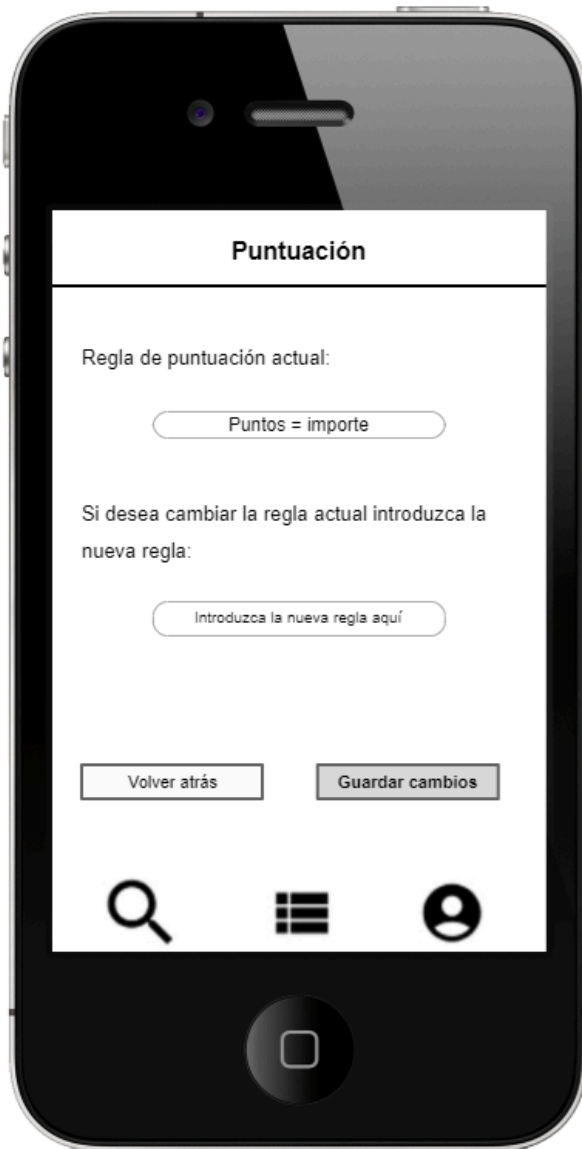 Puntuación
Regla de puntuación actual:
Puntos = importe
Si desea cambiar la regla actual introduzca la
nueva regla:
Introduzca la nueva regla aquí
Volver atrás
Guardar cambios